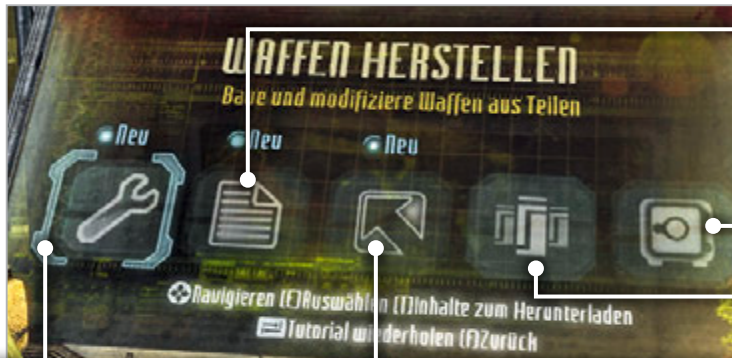 WAFFEN HERSTELLEN
Baue und modifiziere Waffen aus Teilen
Neu
Neu
Neu
Navigieren (E)Auswählen (T)Inhalte zum Herunterladen
Tutorial wiederholen (F)Zurück